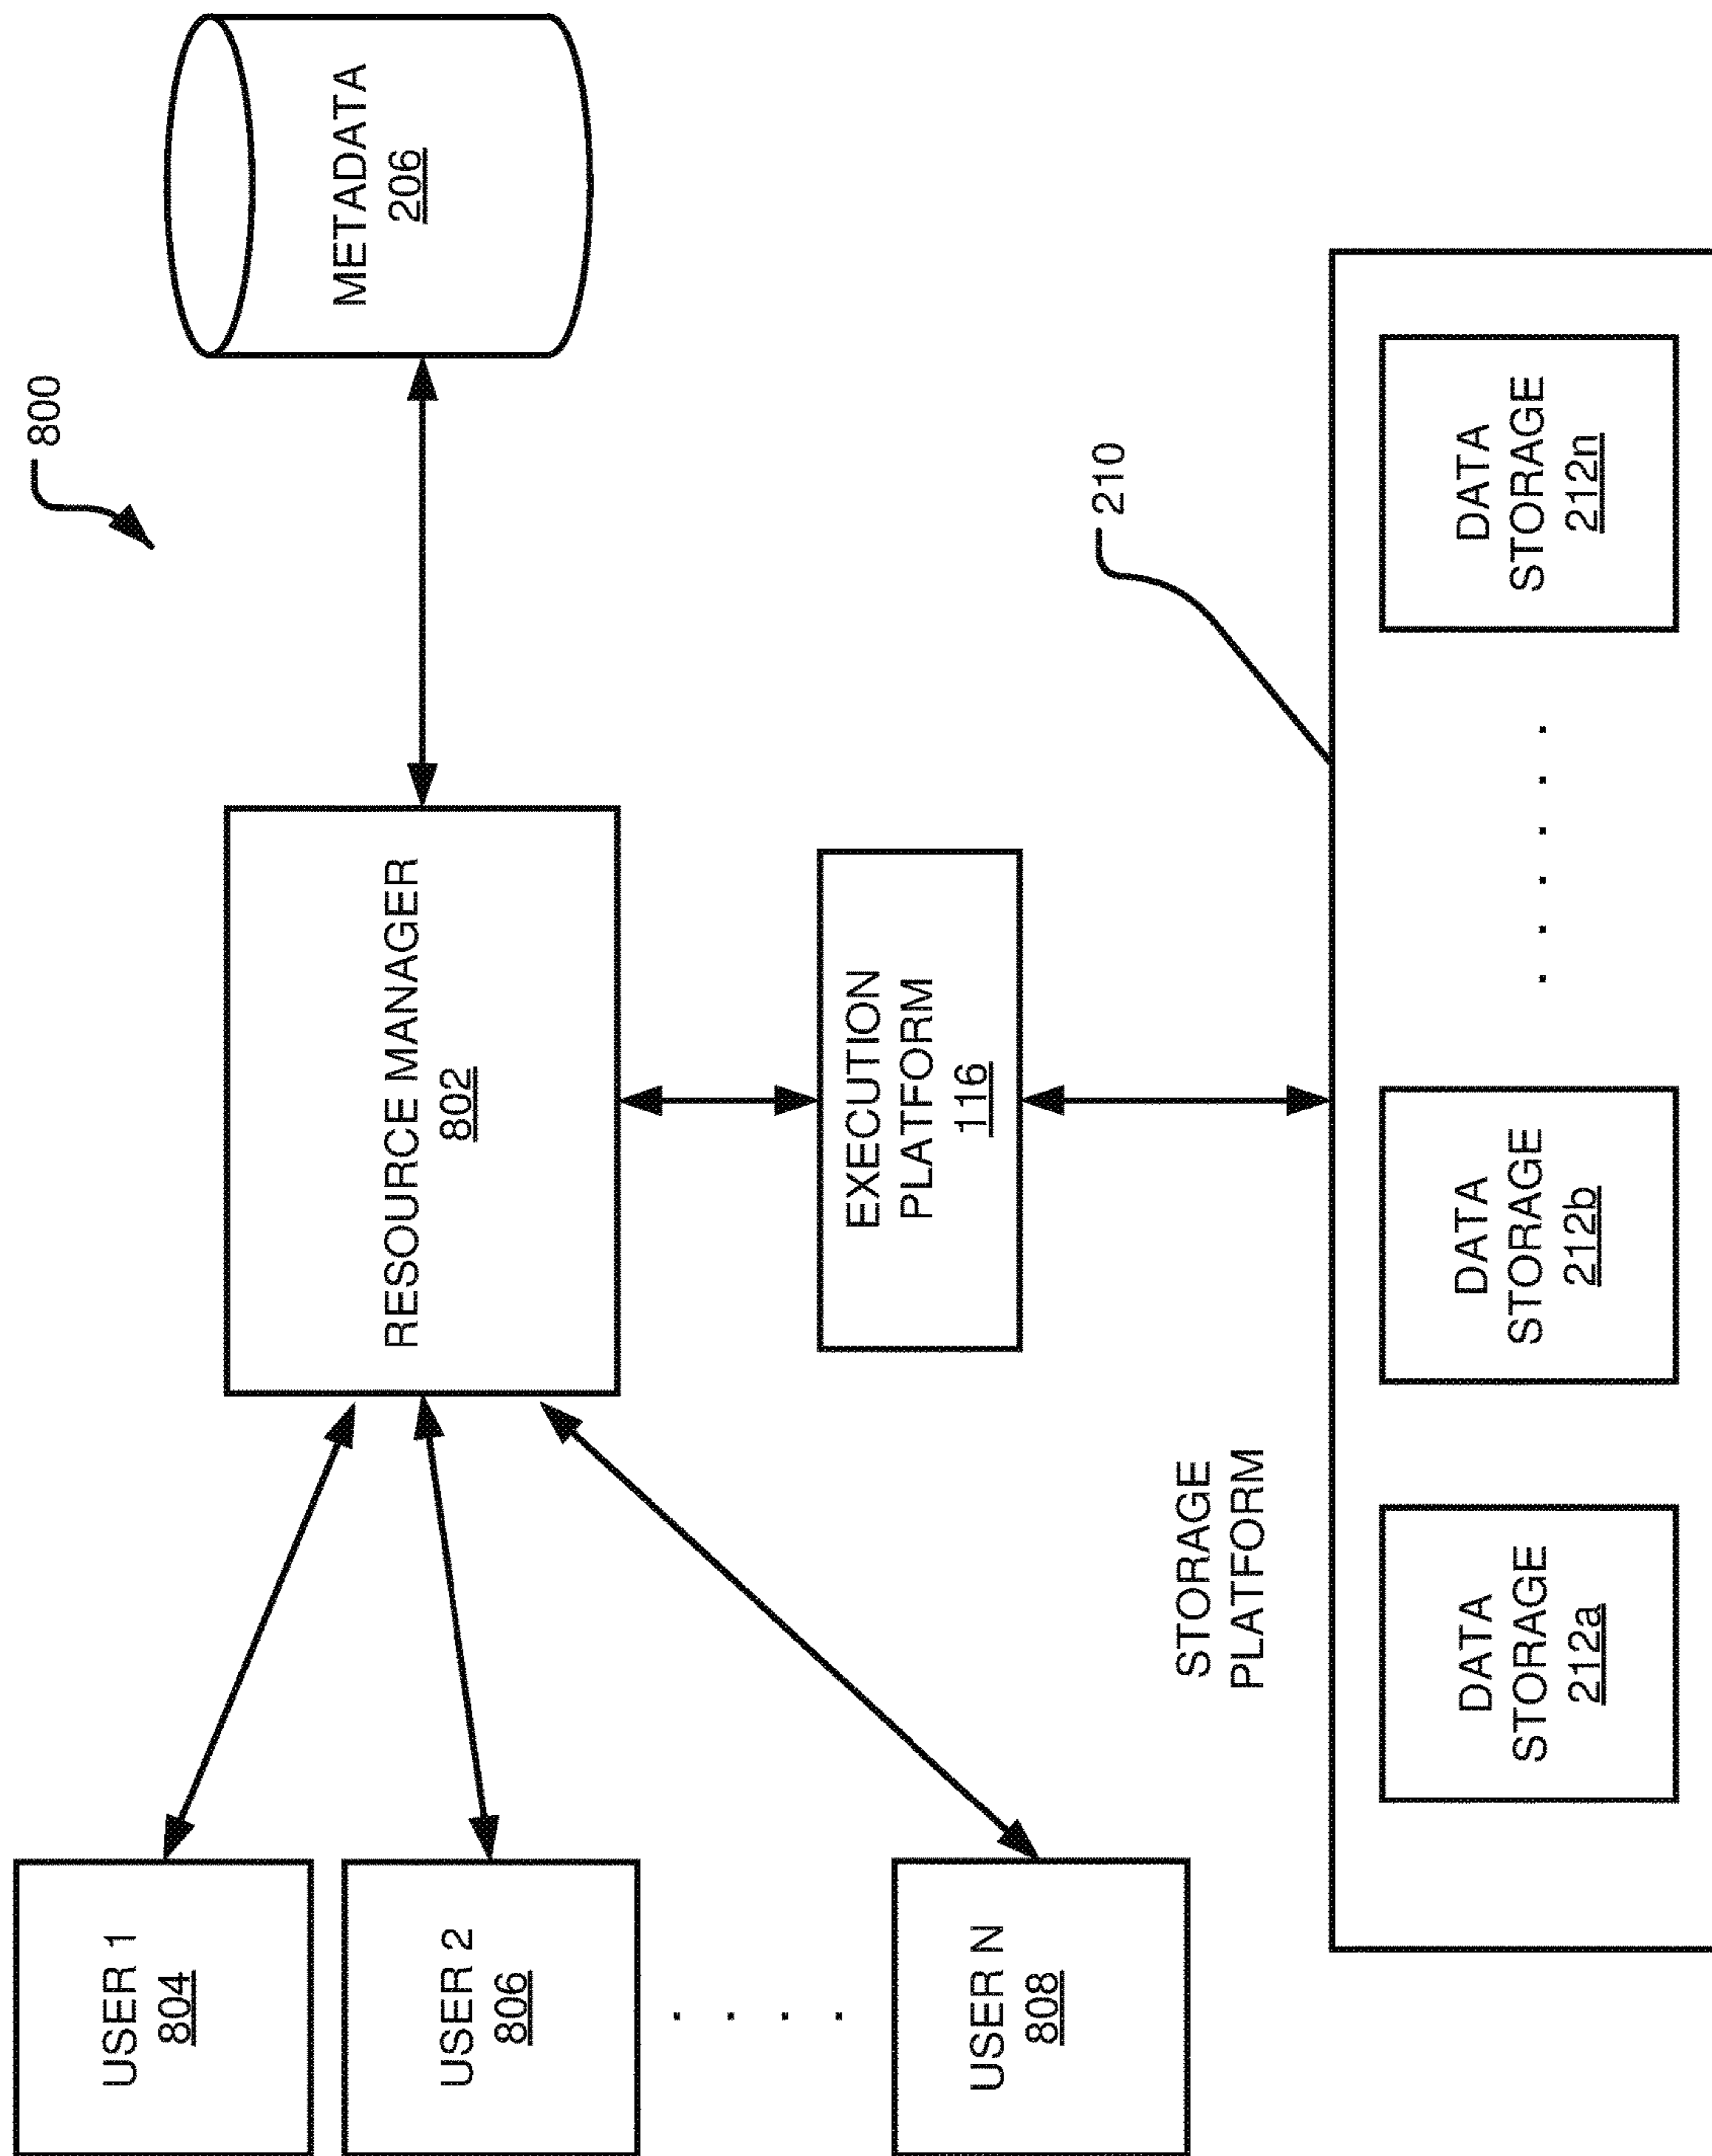 800
USER 1
804
USER 2
806
. . . .
USER N
808
RESOURCE MANAGER
802
METADATA
206
EXECUTION
PLATFORM
116
STORAGE
PLATFORM
210
DATA
STORAGE
212a
DATA
STORAGE
212b
. . . . . .
DATA
STORAGE
212n